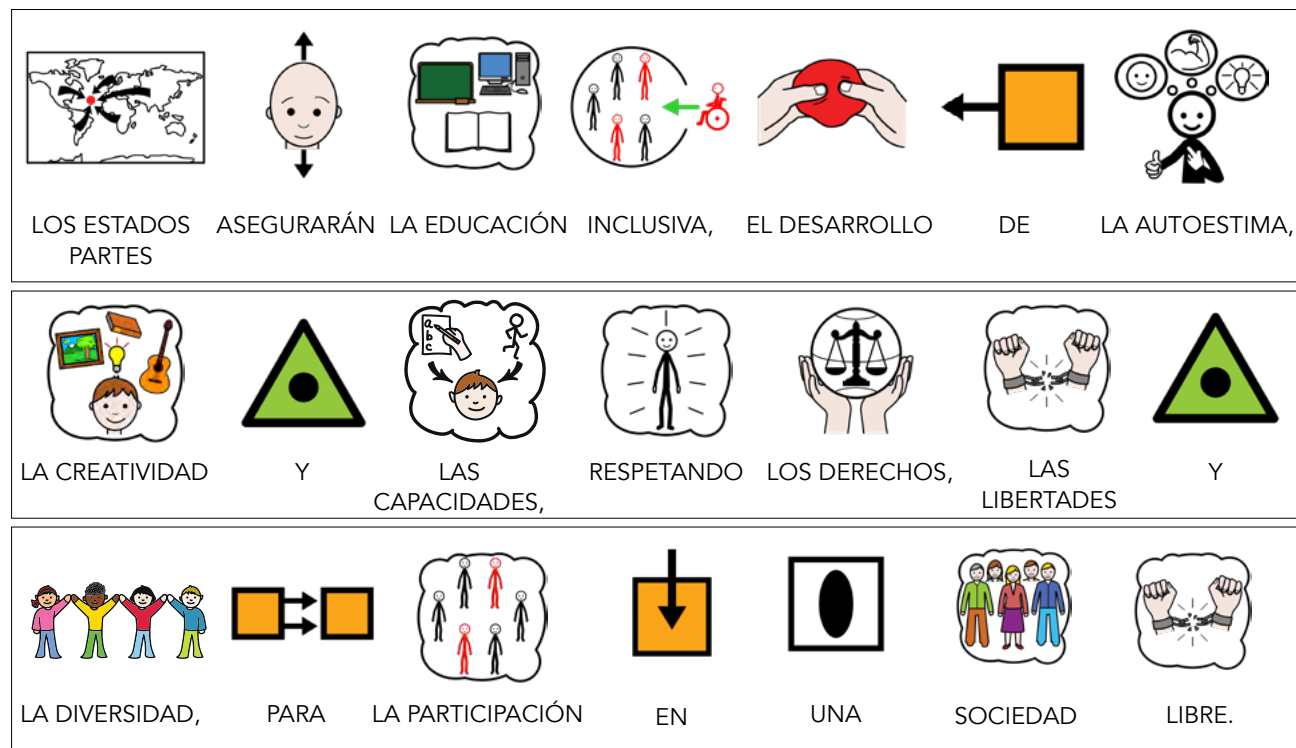 LOS ESTADOS PARTES ASEGURARÁN LA EDUCACIÓN INCLUSIVA, EL DESARROLLO DE LA AUTOESTIMA,
LA CREATIVIDAD Y LAS CAPACIDADES, RESPETANDO LOS DERECHOS, LAS LIBERTADES Y
LA DIVERSIDAD, PARA LA PARTICIPACIÓN EN UNA SOCIEDAD LIBRE.